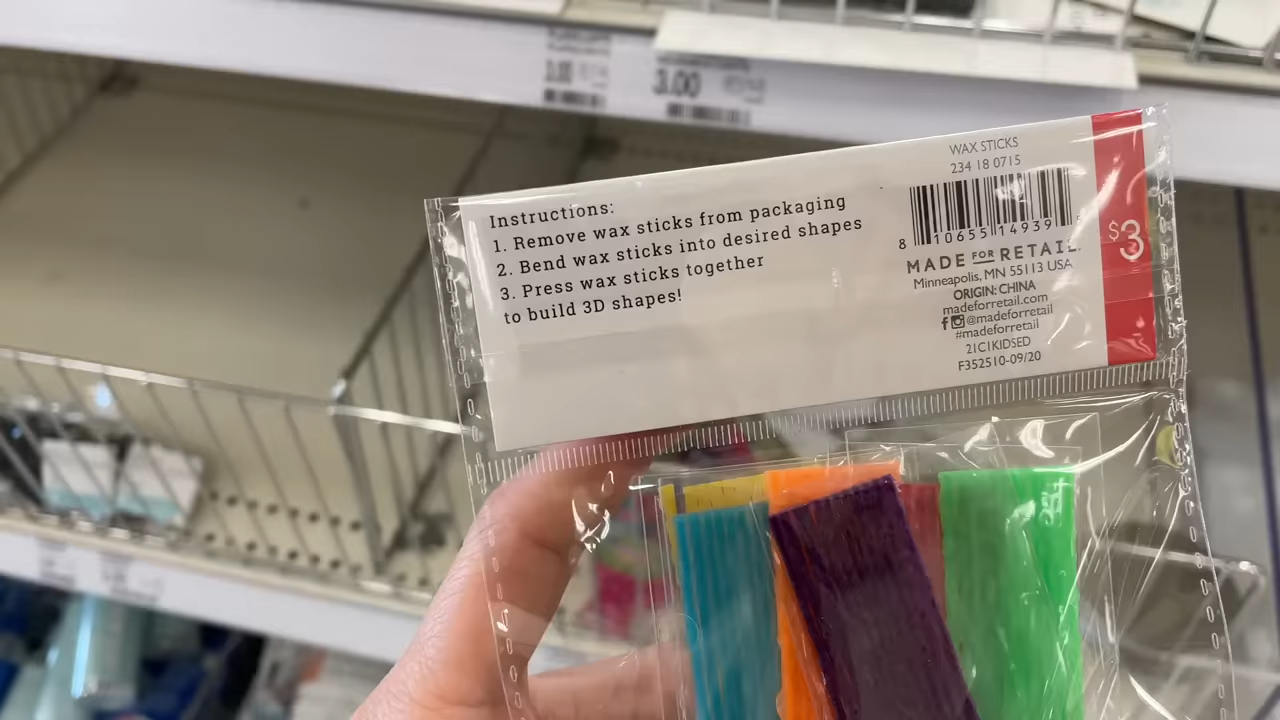 3.00
Instructions:
1. Remove wax sticks from packaging
2. Bend wax sticks into desired shapes
3. Press wax sticks together
to build 3D shapes!
WAX STICKS
234 18 0715
8 10655 14939
MADE FOR RETAIL.
Minneapolis, MN 55113 USA
ORIGIN: CHINA
madeforretail.com
@madeforretail
#madeforretail
21C1KIDSED
F352510-09/20
$3